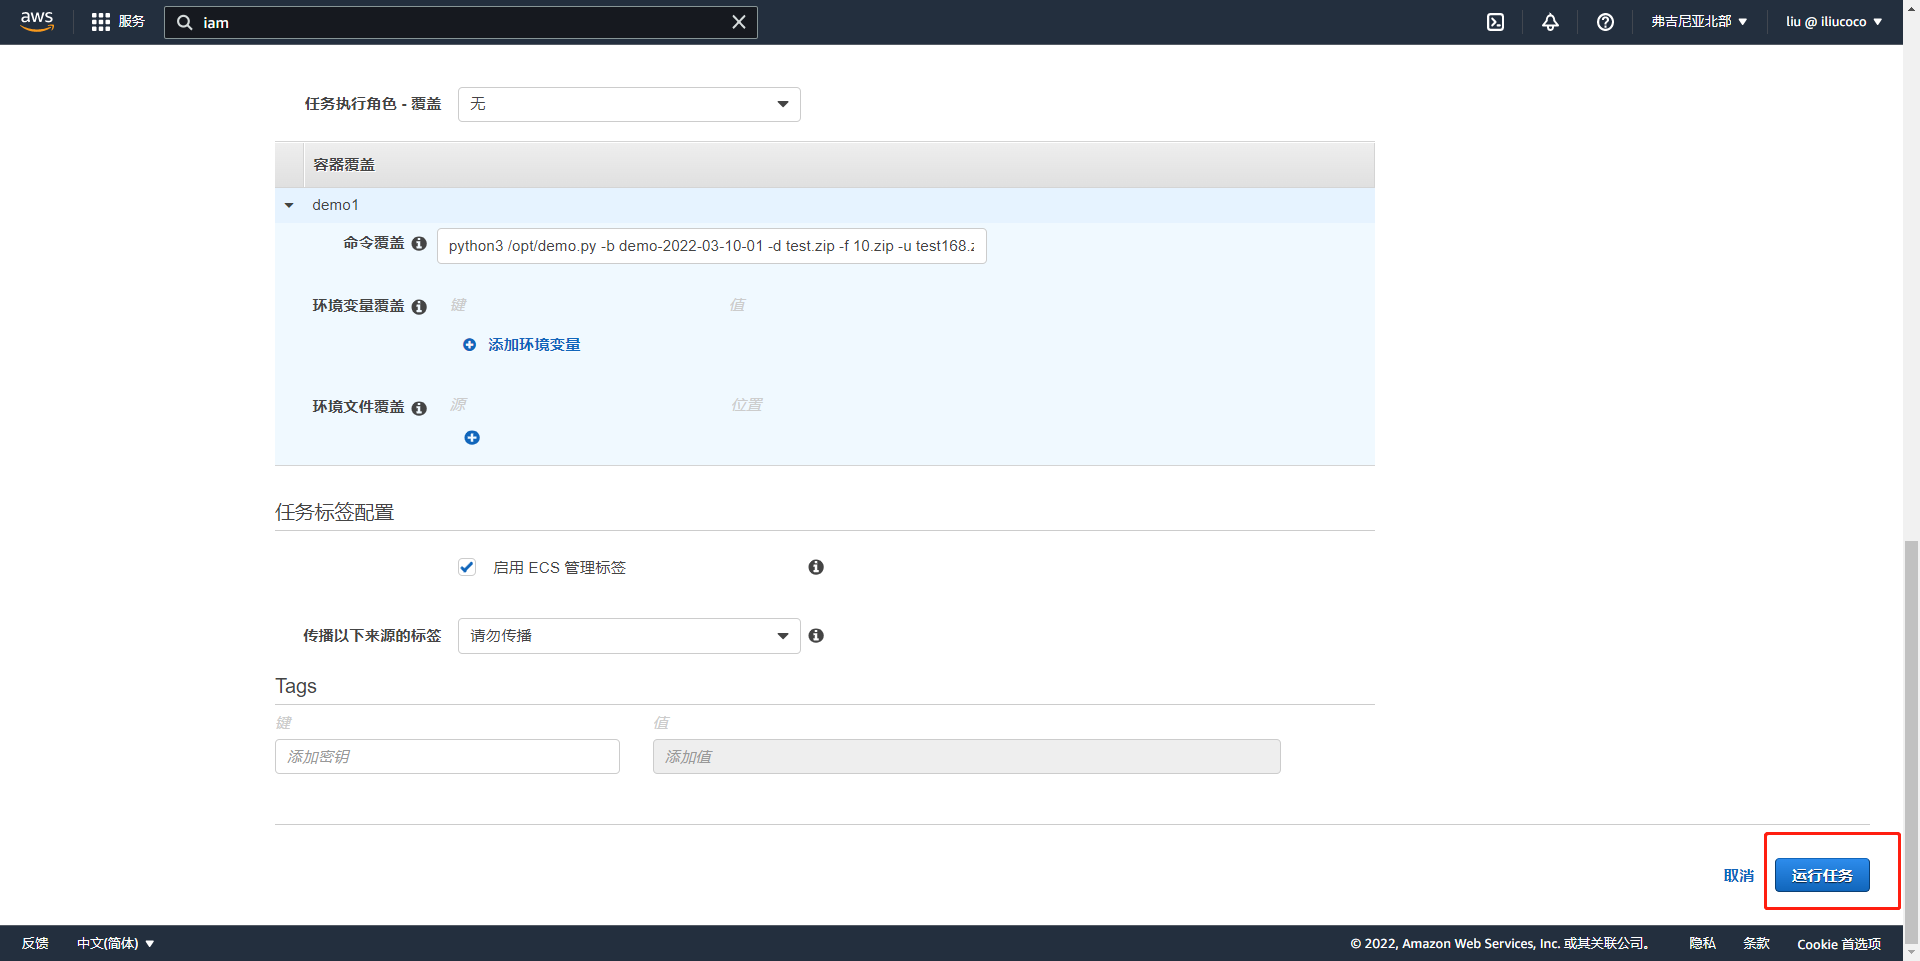 aws
服务
iam
弗吉尼亚北部
liu @ iliucoco
任务执行角色 - 覆盖
无
容器覆盖
demo1
命令覆盖
python3 /opt/demo.py -b demo-2022-03-10-01 -d test.zip -f 10.zip -u test168.z
环境变量覆盖
键
值
添加环境变量
环境文件覆盖
源
位置
任务标签配置
启用 ECS 管理标签
传播以下来源的标签
请勿传播
Tags
键
值
添加密钥
添加值
取消
运行任务
反馈
中文(简体)
© 2022, Amazon Web Services, Inc. 或其关联公司。
隐私
条款
Cookie 首选项